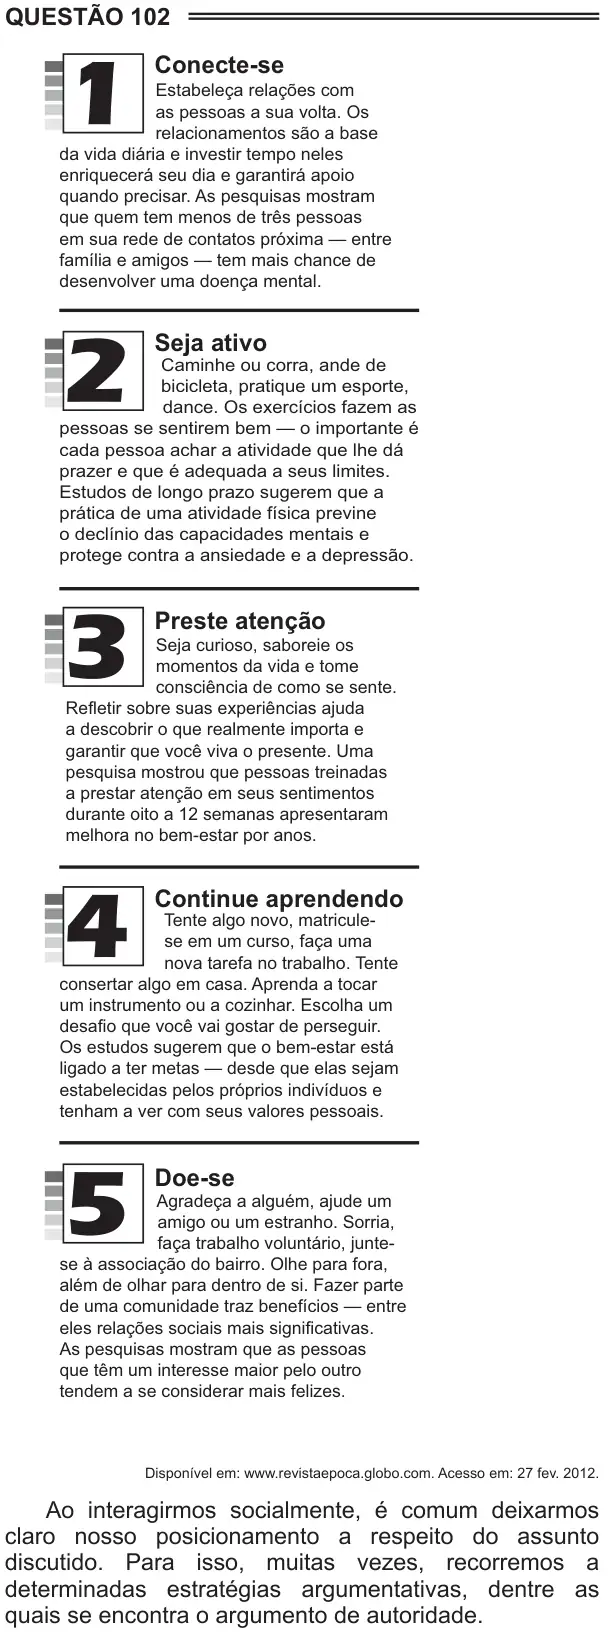 QUESTÃO 102
1
Conecte-se
Estabeleça relações com
as pessoas a sua volta. Os
relacionamentos são a base
da vida diária e investir tempo neles
enriquecerá seu dia e garantirá apoio
quando precisar. As pesquisas mostram
que quem tem menos de três pessoas
em sua rede de contatos próxima — entre
família e amigos — tem mais chance de
desenvolver uma doença mental.
2
Seja ativo
Caminhe ou corra, ande de
bicicleta, pratique um esporte,
dance. Os exercícios fazem as
pessoas se sentirem bem — o importante é
cada pessoa achar a atividade que lhe dá
prazer e que é adequada a seus limites.
Estudos de longo prazo sugerem que a
prática de uma atividade física previne
o declínio das capacidades mentais e
protege contra a ansiedade e a depressão.
3
Preste atenção
Seja curioso, saboreie os
momentos da vida e tome
consciência de como se sente.
Refletir sobre suas experiências ajuda
a descobrir o que realmente importa e
garantir que você viva o presente. Uma
pesquisa mostrou que pessoas treinadas
a prestar atenção em seus sentimentos
durante oito a 12 semanas apresentaram
melhora no bem-estar por anos.
4
Continue aprendendo
Tente algo novo, matricule-
se em um curso, faça uma
nova tarefa no trabalho. Tente
consertar algo em casa. Aprenda a tocar
um instrumento ou a cozinhar. Escolha um
desafio que você vai gostar de perseguir.
Os estudos sugerem que o bem-estar está
ligado a ter metas — desde que elas sejam
estabelecidas pelos próprios indivíduos e
tenham a ver com seus valores pessoais.
5
Doe-se
Agradeça a alguém, ajude um
amigo ou um estranho. Sorria,
faça trabalho voluntário, junte-
se à associação do bairro. Olhe para fora,
além de olhar para dentro de si. Fazer parte
de uma comunidade traz benefícios — entre
eles relações sociais mais significativas.
As pesquisas mostram que as pessoas
que têm um interesse maior pelo outro
tendem a se considerar mais felizes.
Disponível em: www.revistaepoca.globo.com. Acesso em: 27 fev. 2012.
Ao interagirmos socialmente, é comum deixarmos
claro nosso posicionamento a respeito do assunto
discutido. Para isso, muitas vezes, recorremos a
determinadas estratégias argumentativas, dentre as
quais se encontra o argumento de autoridade.